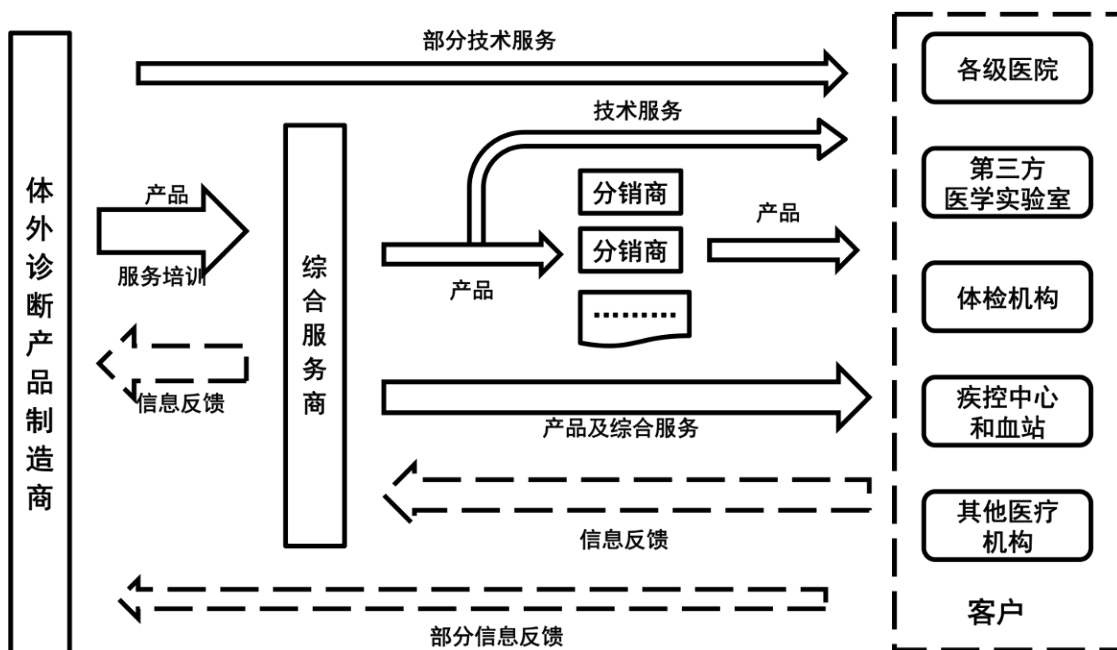 部分技术服务
体外诊断产品制造商
产品
服务培训
信息反馈
综合服务商
技术服务
产品
分销商
分销商
………
产品
产品及综合服务
信息反馈
部分信息反馈
各级医院
第三方
医学实验室
体检机构
疾控中心
和血站
其他医疗
机构
客户